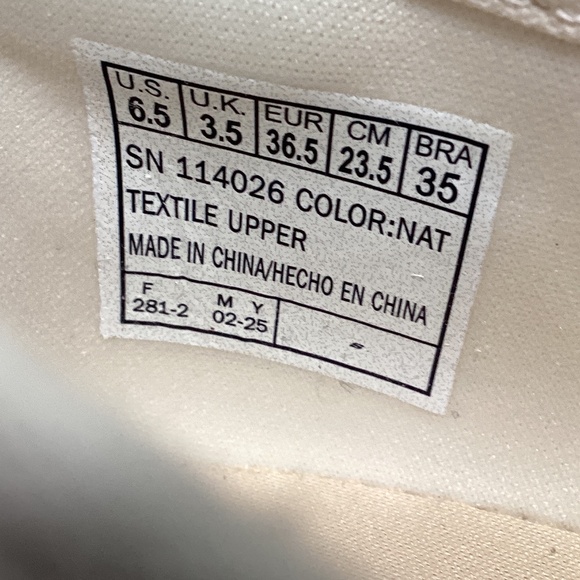 U.S. U.K. EUR CM BRA
6.5 3.5 36.5 23.5 35
SN 114026 COLOR:NAT
TEXTILE UPPER
MADE IN CHINA/HECHO EN CHINA
F M Y
281-2 02-25